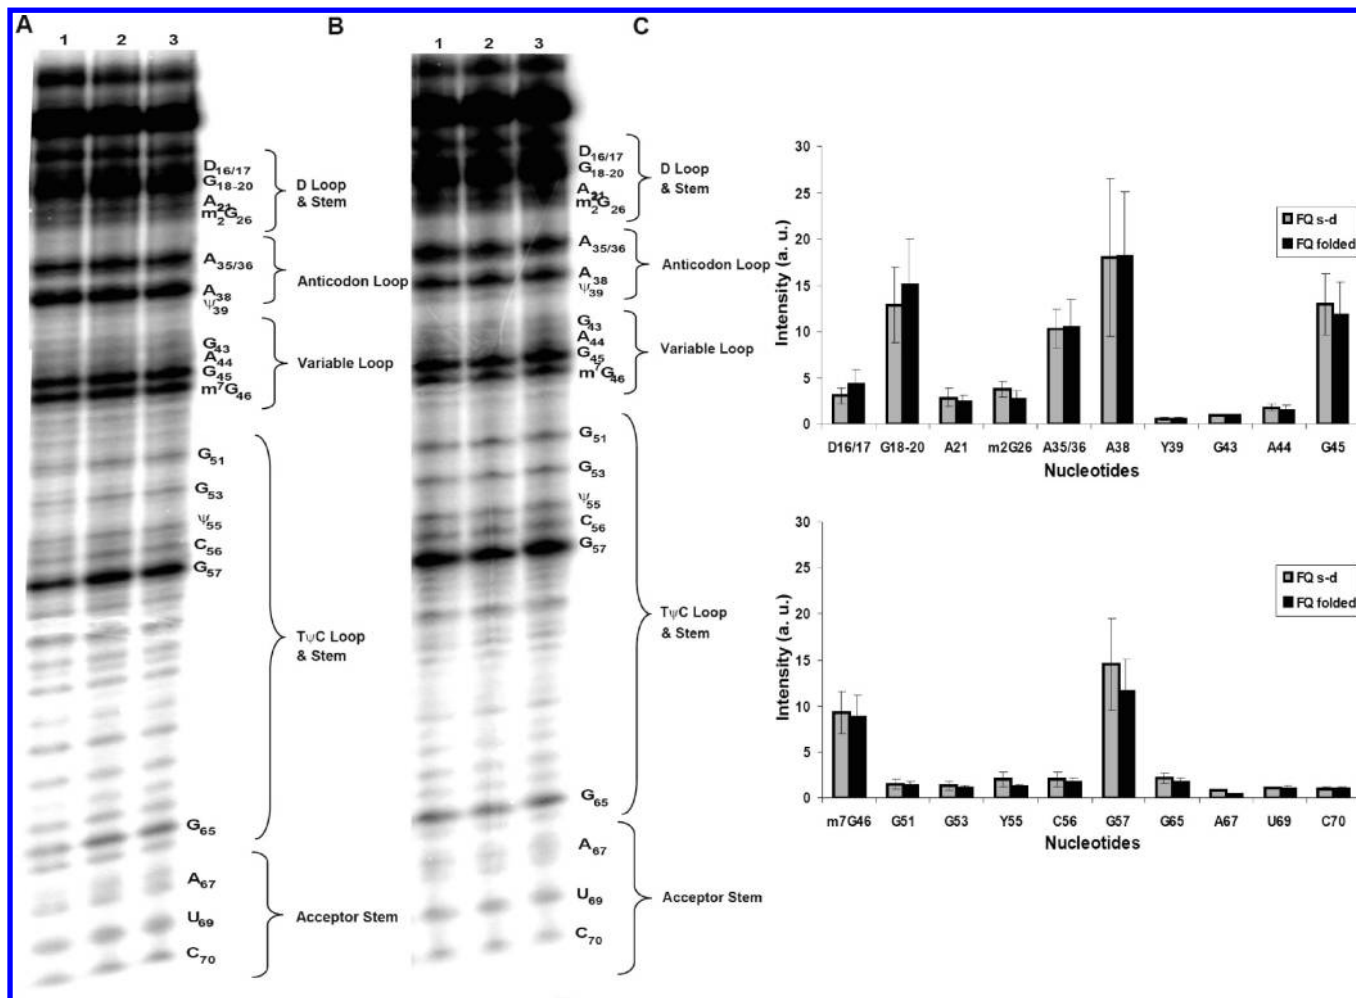 A
1 2 3
D16/17
G18-20
A21
m2G26
D Loop
& Stem
A35/36
A38
Ψ39
Anticodon Loop
G43
A44
G45
m7G46
Variable Loop
G51
G53
Ψ55
C56
G57
TψC Loop
& Stem
G65
A67
U69
C70
Acceptor Stem
B
1 2 3
D16/17
G18-20
A21
m2G26
D Loop
& Stem
A35/36
A38
Ψ39
Anticodon Loop
G43
A44
G45
m7G46
Variable Loop
G51
G53
Ψ55
C56
G57
TψC Loop
& Stem
G65
A67
U69
C70
Acceptor Stem
C
Intensity (a. u.)
30
25
20
15
10
5
0
D16/17 G18-20 A21 m2G26 A35/36 A38 Y39 G43 A44 G45
Nucleotides
FQ s-d
FQ folded
Intensity (a. u.)
30
25
20
15
10
5
0
m7G46 G51 G53 Y55 C56 G57 G65 A67 U69 C70
Nucleotides
FQ s-d
FQ folded